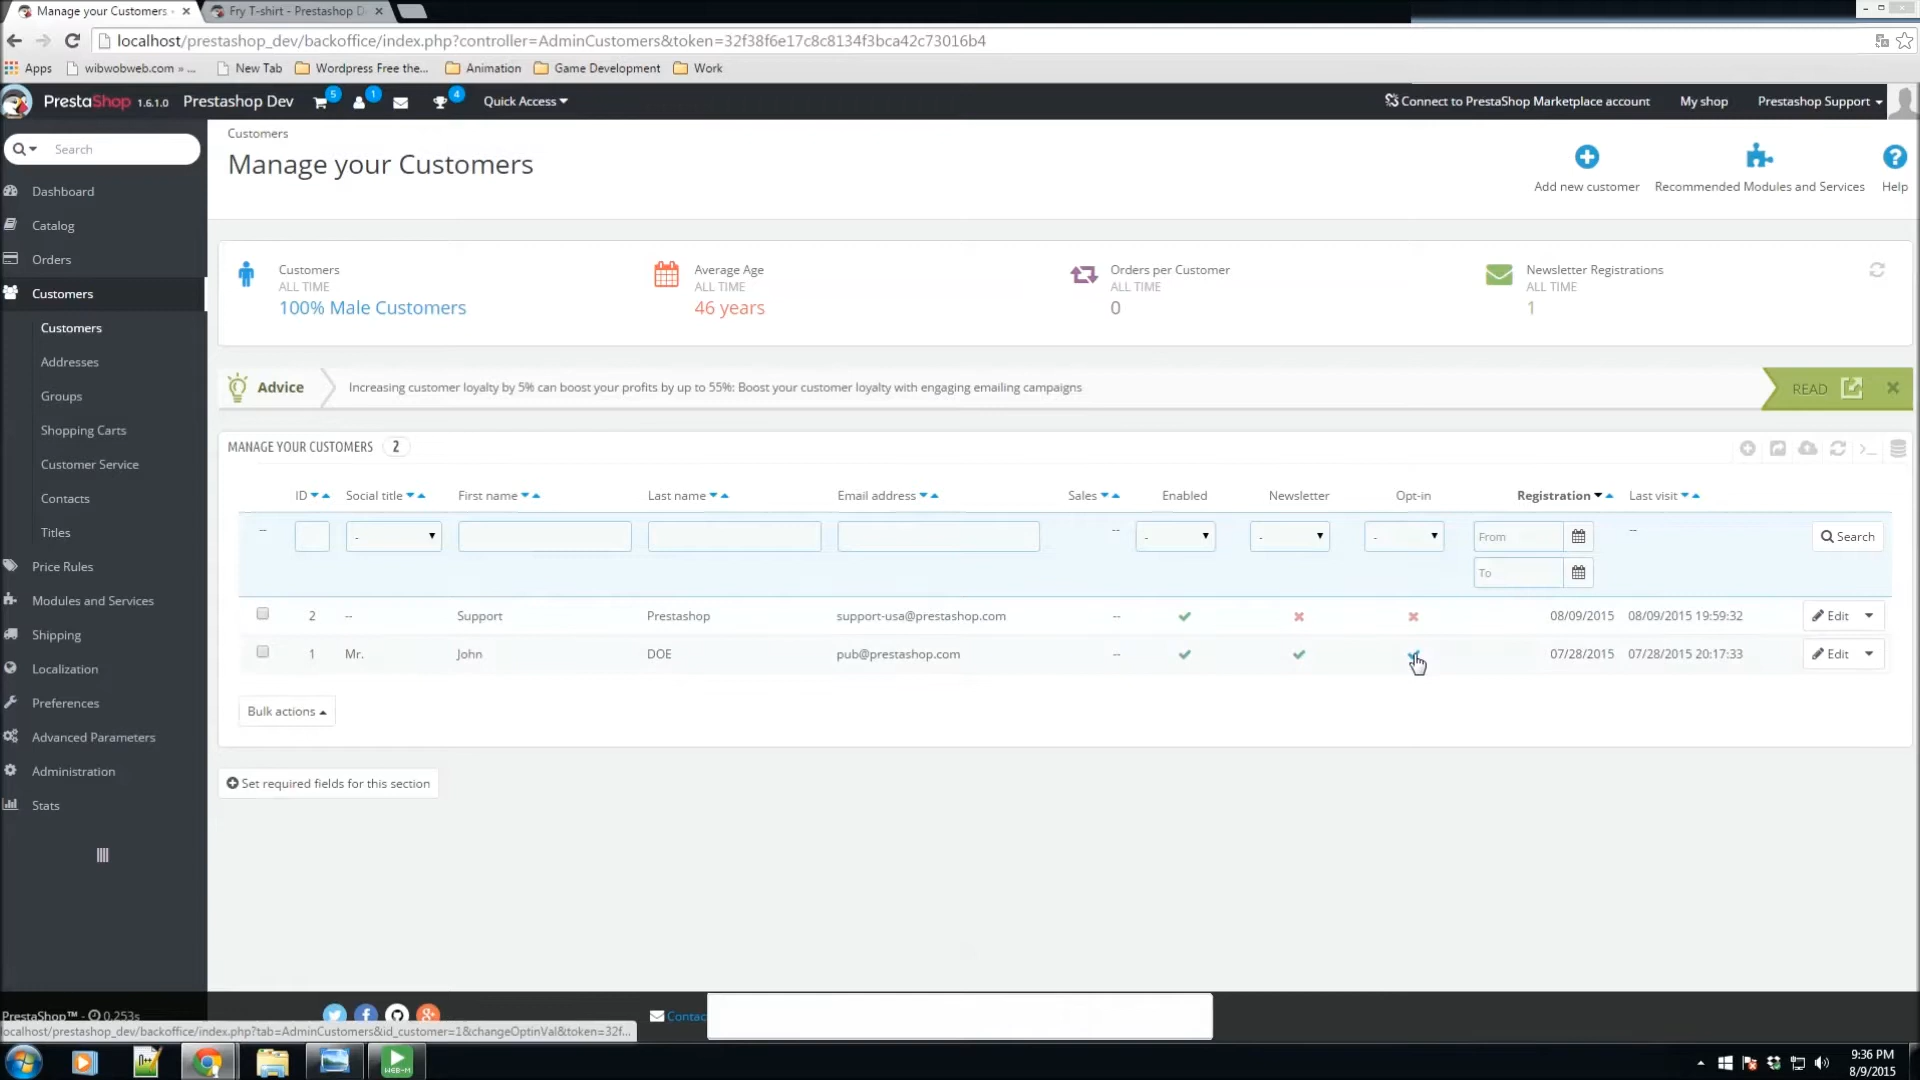 Manage your Customers -
Fry T-shirt - Prestashop D
localhost/prestashop_dev/backoffice/index.php?controller=AdminCustomers&token=32f38f6e17c8c8134f3bca42c73016b4
Apps wibwobweb.com » ... New Tab Wordpress Free the... Animation Game Development Work
PrestaShop 1.6.1.0 Prestashop Dev 5 1 4 Quick Access Connect to PrestaShop Marketplace account My shop Prestashop Support
Search
Dashboard
Catalog
Orders
Customers
Customers
Addresses
Groups
Shopping Carts
Customer Service
Contacts
Titles
Price Rules
Modules and Services
Shipping
Localization
Preferences
Advanced Parameters
Administration
Stats
Customers
Manage your Customers
Add new customer Recommended Modules and Services Help
Customers
ALL TIME
100% Male Customers
Average Age
ALL TIME
46 years
Orders per Customer
ALL TIME
0
Newsletter Registrations
ALL TIME
1
Advice Increasing customer loyalty by 5% can boost your profits by up to 55%: Boost your customer loyalty with engaging emailing campaigns READ
MANAGE YOUR CUSTOMERS 2
ID Social title First name Last name Email address Sales Enabled Newsletter Opt-in Registration Last visit
-- - -- - - - From -- Search
To
2 -- Support Prestashop support-usa@prestashop.com -- 08/09/2015 08/09/2015 19:59:32 Edit
1 Mr. John DOE pub@prestashop.com -- 07/28/2015 07/28/2015 20:17:33 Edit
Bulk actions
Set required fields for this section
PrestaShop™ - 0.253s Contac
localhost/prestashop_dev/backoffice/index.php?tab=AdminCustomers&id_customer=1&changeOptinVal&token=32f...
WEB-M
9:36 PM
8/9/2015